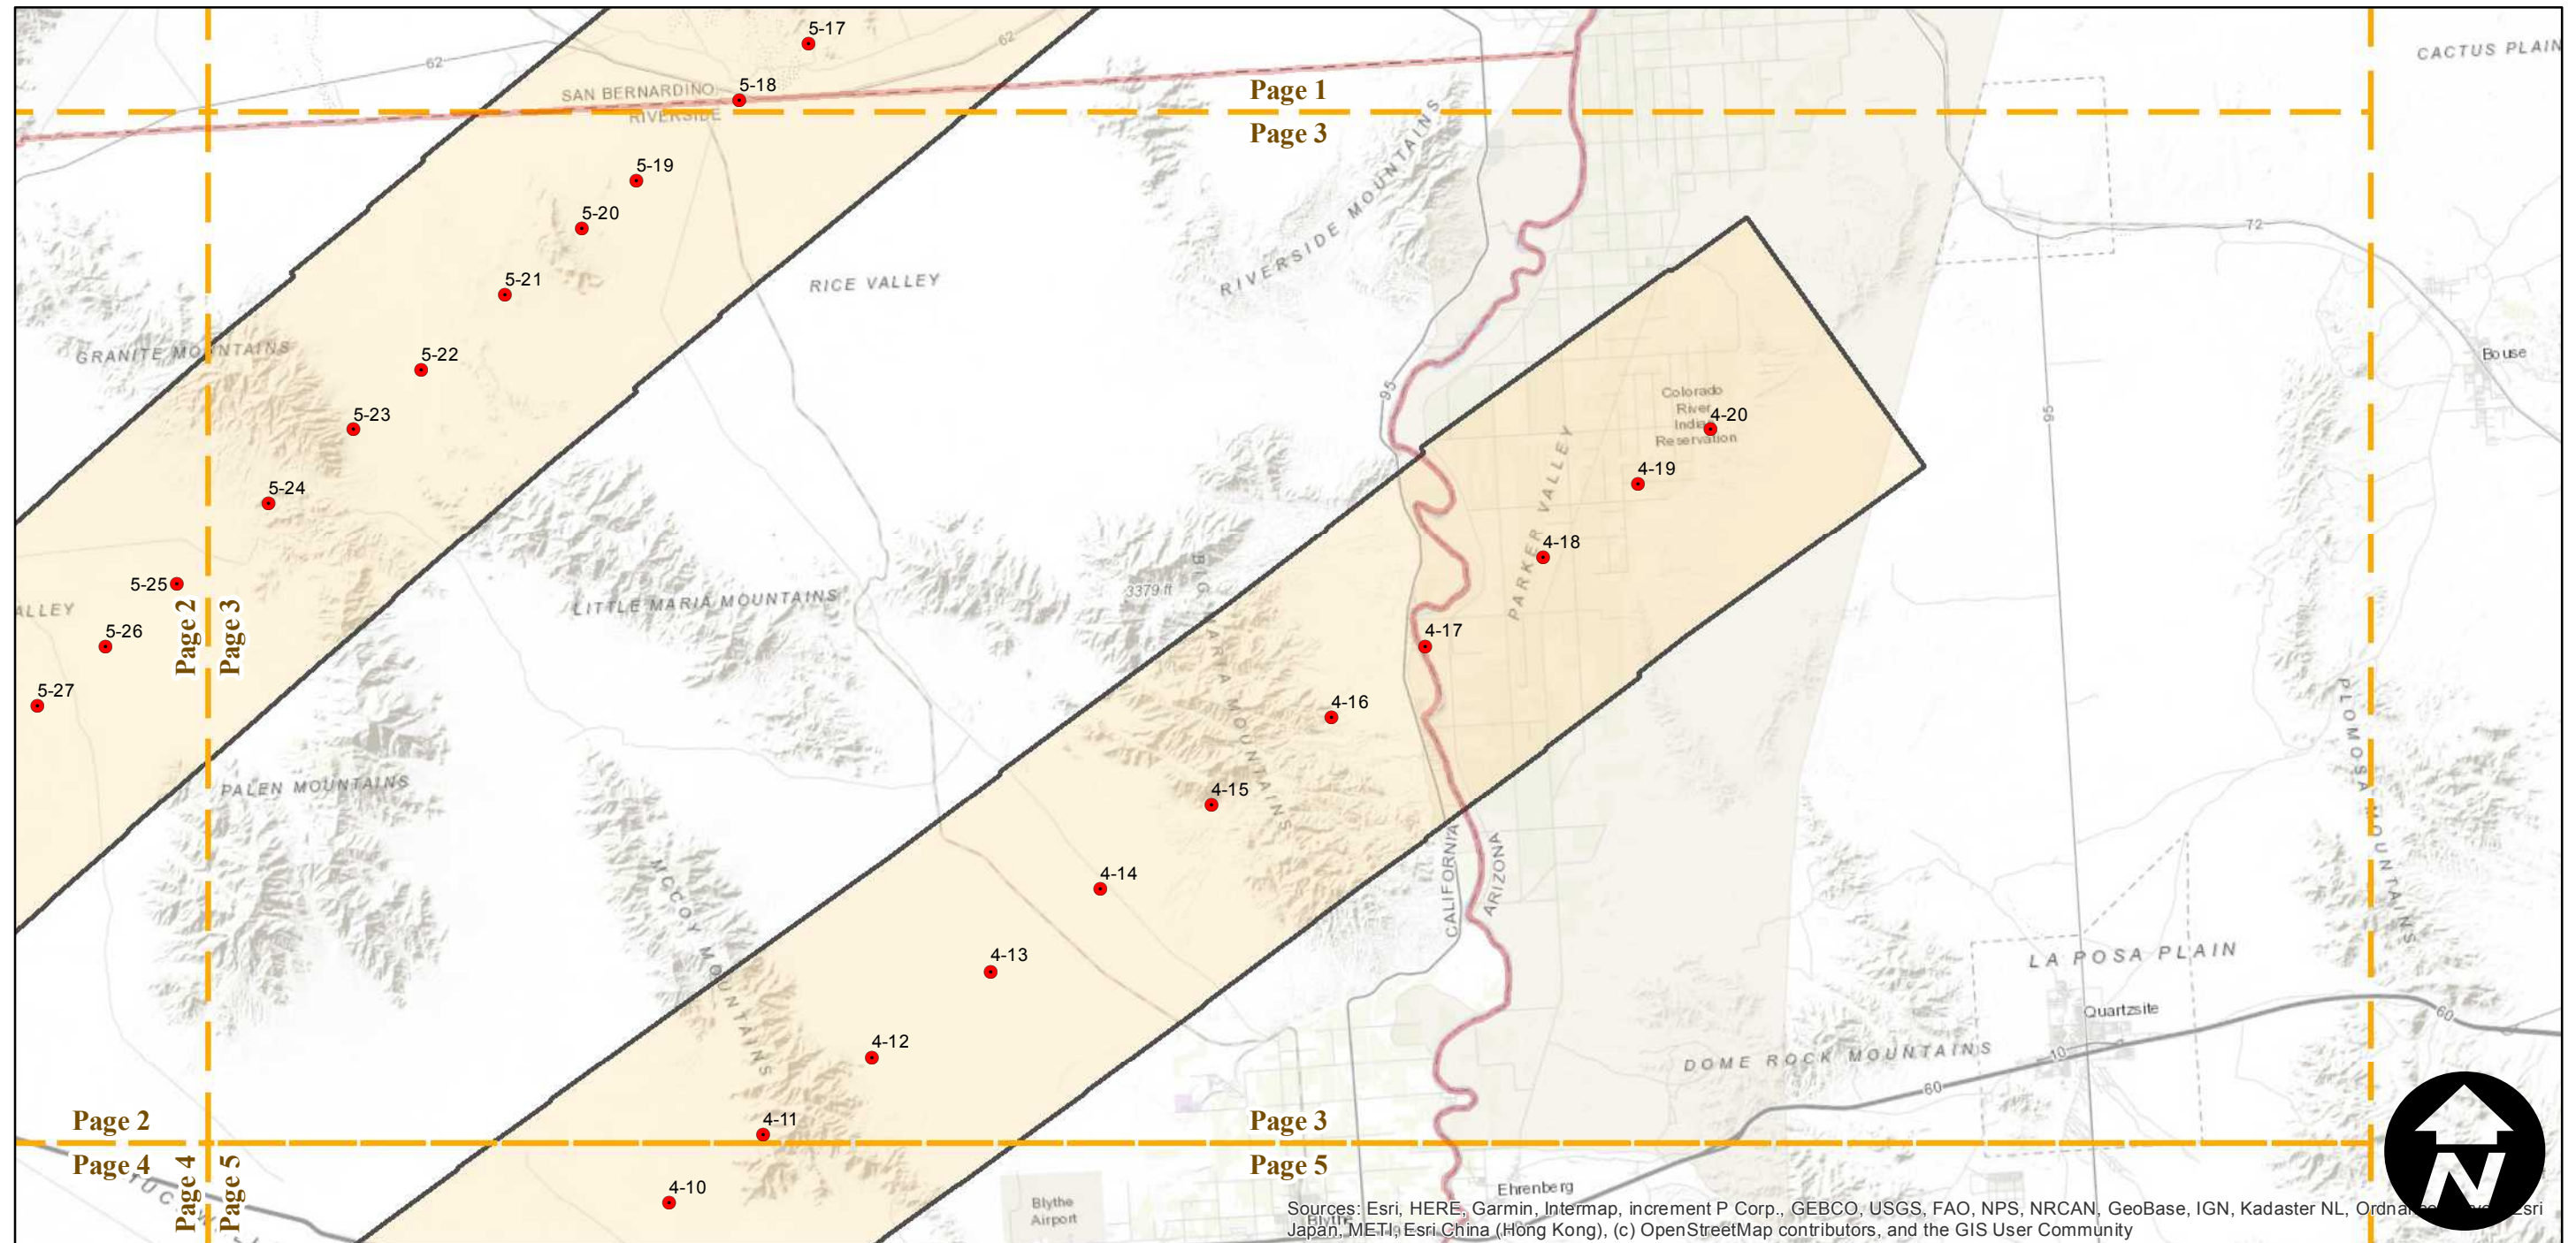 5-17
62
62
CACTUS PLAIN
5-18
SAN BERNARDINO
RIVERSIDE
Page 1
Page 3
5-19
5-20
RIVERSIDE MOUNTAINS
72
5-21
RICE VALLEY
GRANITE MOUNTAINS
5-22
Bouse
95
Colorado
River
Indian
Reservation
5-23
4-20
95
4-19
5-24
PARKER VALLEY
4-18
5-25
3379 ft
BIG MARIA MOUNTAINS
LITTLE MARIA MOUNTAINS
ALLEY
Page 2
Page 3
5-26
4-17
5-27
4-16
PLOMOSA MOUNTAINS
PALEN MOUNTAINS
4-15
CALIFORNIA
ARIZONA
4-14
MCCOY MOUNTAINS
4-13
LA POSA PLAIN
Quartzsite
60
4-12
DOME ROCK MOUNTAINS
10
60
4-11
Page 2
Page 4
Page 3
Page 5
Page 4
Page 5
4-10
Ehrenberg
Blythe
Airport
Blythe
N
Sources: Esri, HERE, Garmin, Intermap, increment P Corp., GEBCO, USGS, FAO, NPS, NRCAN, GeoBase, IGN, Kadaster NL, Esri
Japan, METI, Esri China (Hong Kong), (c) OpenStreetMap contributors, and the GIS User Community